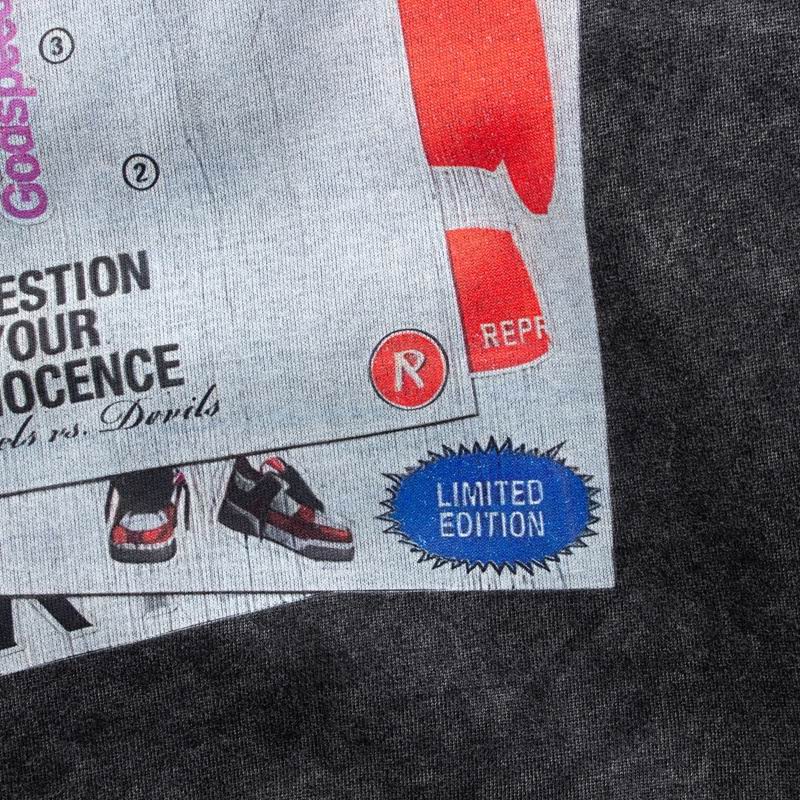 Godspeed
3
2
ESTION
YOUR
NOCENCE
els vs. Devils
R
REPR
LIMITED
EDITION